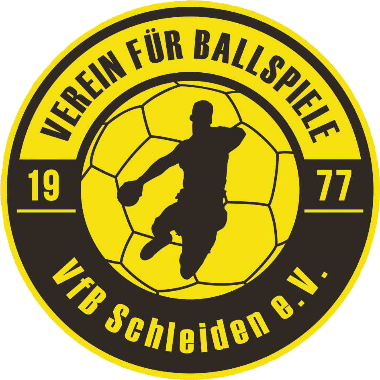 VEREIN FÜR BALLSPIELE
19 77
VfB Schleiden e.V.